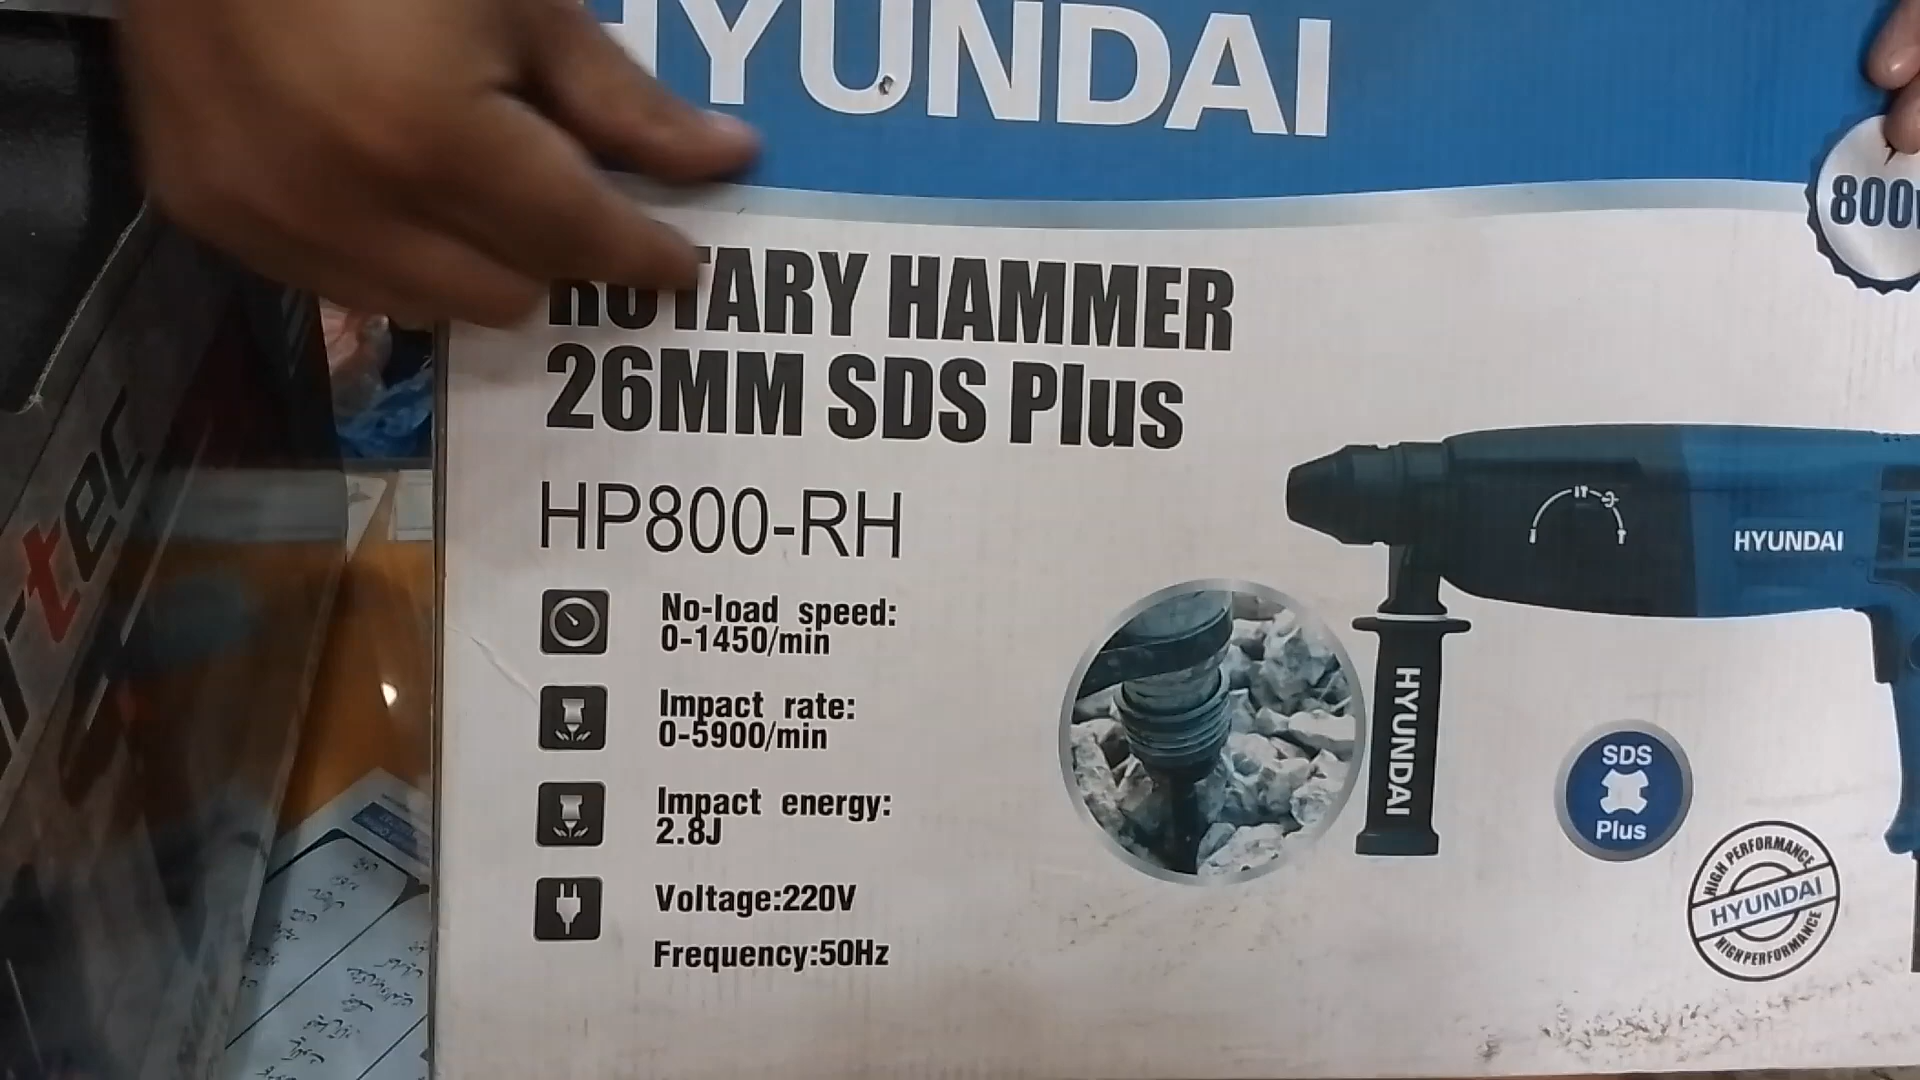 HYUNDAI
800
ROTARY HAMMER
26MM SDS Plus
HP800-RH
No-load speed:
0-1450/min
Impact rate:
0-5900/min
Impact energy:
2.8J
Voltage:220V
Frequency:50Hz
HYUNDAI
HYUNDAI
SDS
Plus
HIGH PERFORMANCE
HYUNDAI
HIGH PERFORMANCE
tec